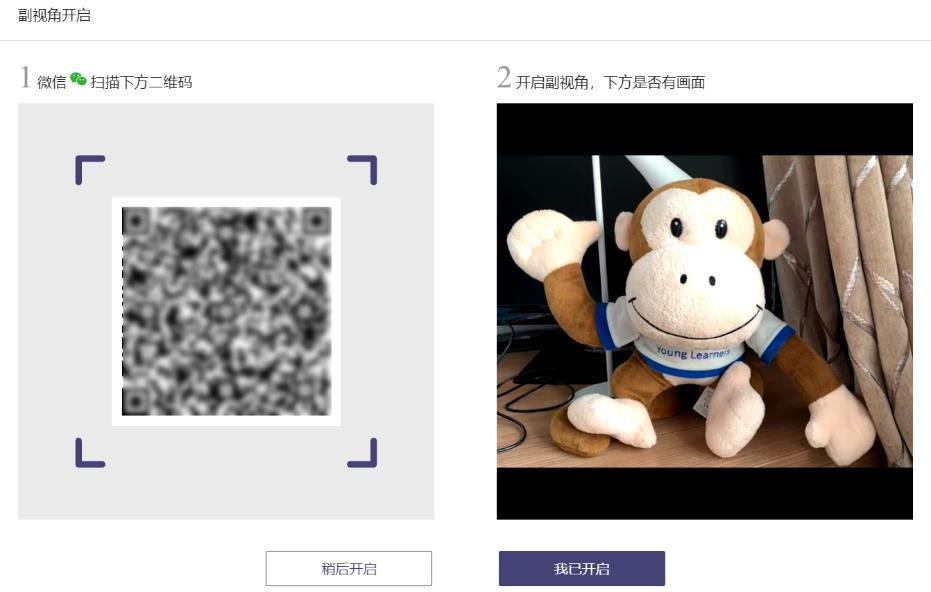 副视角开启
1 微信 扫描下方二维码
2 开启副视角，下方是否有画面
Young Learners
稍后开启
我已开启